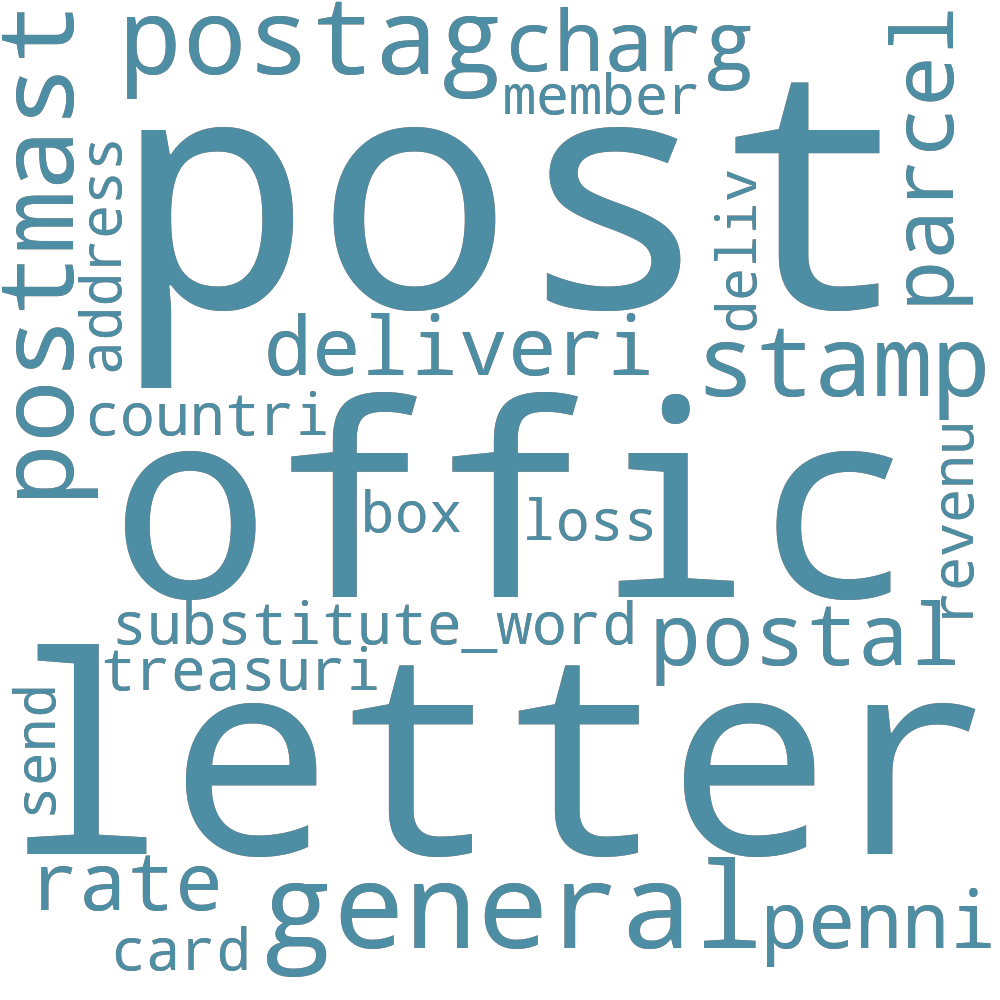 postag
charg
member
postmast
address
post
deliv
parcel
deliveri
stamp
countri
offic
box
loss
revenu
substitute_word
postal
treasuri
send
letter
rate
general
penni
card